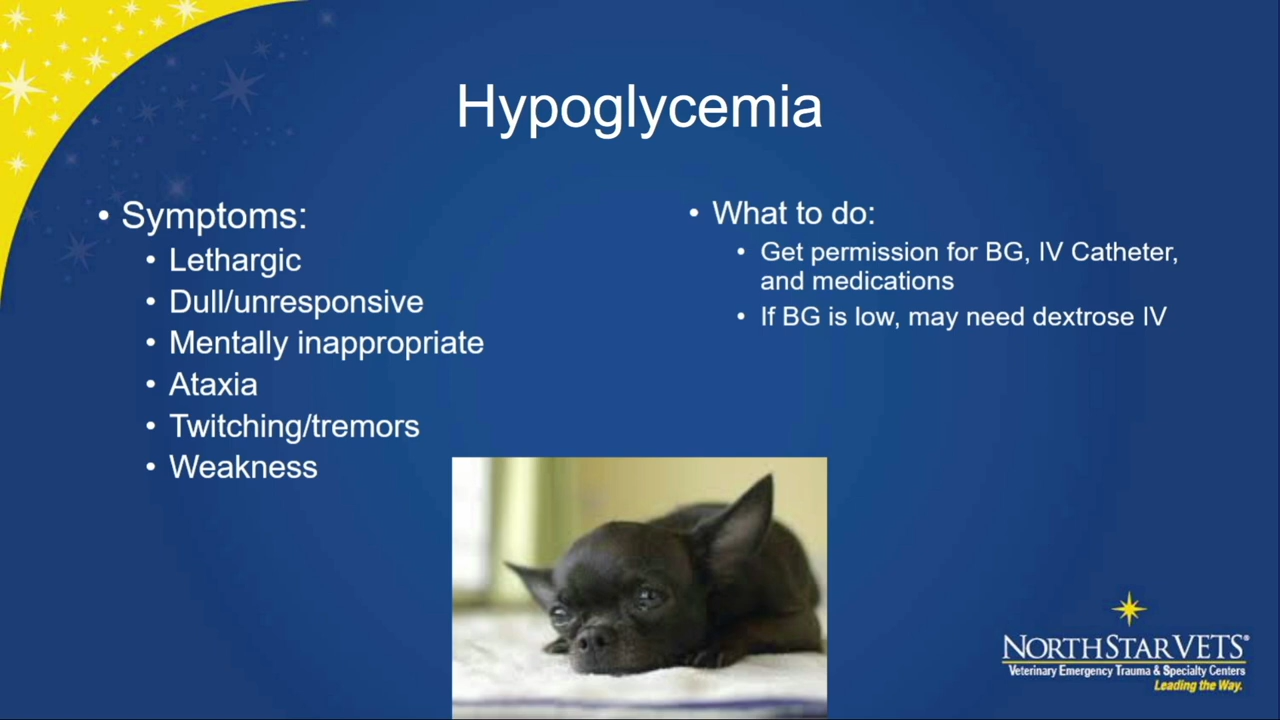 Hypoglycemia
• Symptoms:
• Lethargic
• Dull/unresponsive
• Mentally inappropriate
• Ataxia
• Twitching/tremors
• Weakness
• What to do:
• Get permission for BG, IV Catheter,
and medications
• If BG is low, may need dextrose IV
NORTHSTAR VETS®
Veterinary Emergency Trauma & Specialty Centers
Leading the Way.